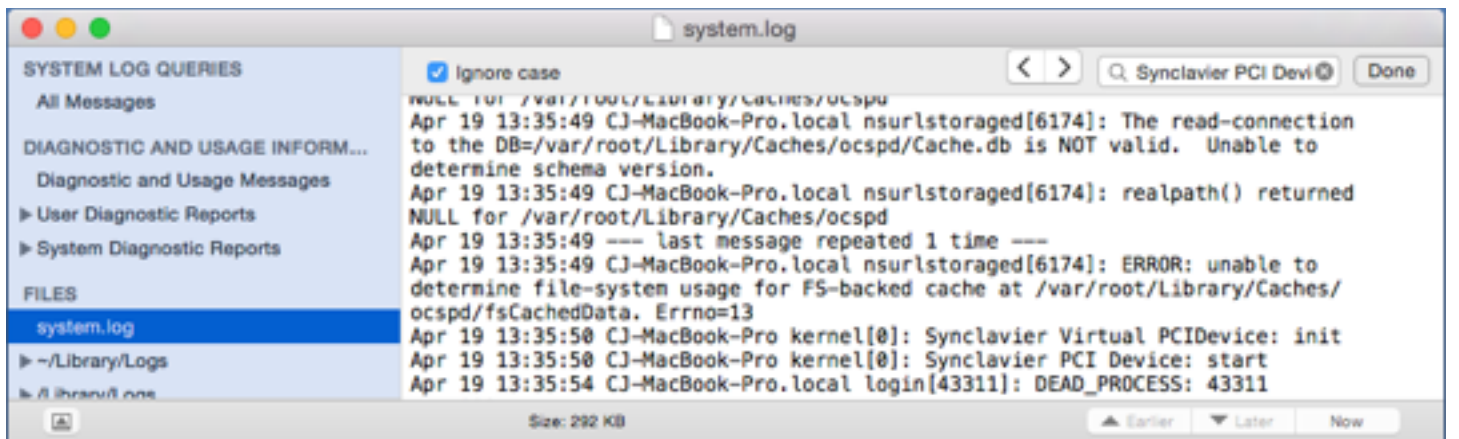 system.log
SYSTEM LOG QUERIES
All Messages
DIAGNOSTIC AND USAGE INFORM...
Diagnostic and Usage Messages
User Diagnostic Reports
System Diagnostic Reports
FILES
system.log
~/Library/Logs
/Library/Logs
Ignore case
Synclavier PCI Devi
Done
NULL for /var/root/Library/Caches/ocspd
Apr 19 13:35:49 CJ-MacBook-Pro.local nsurlstoraged[6174]: The read-connection
to the DB=/var/root/Library/Caches/ocspd/Cache.db is NOT valid.  Unable to
determine schema version.
Apr 19 13:35:49 CJ-MacBook-Pro.local nsurlstoraged[6174]: realpath() returned
NULL for /var/root/Library/Caches/ocspd
Apr 19 13:35:49 --- last message repeated 1 time ---
Apr 19 13:35:49 CJ-MacBook-Pro.local nsurlstoraged[6174]: ERROR: unable to
determine file-system usage for FS-backed cache at /var/root/Library/Caches/
ocspd/fsCachedData. Errno=13
Apr 19 13:35:50 CJ-MacBook-Pro kernel[0]: Synclavier Virtual PCIDevice: init
Apr 19 13:35:50 CJ-MacBook-Pro kernel[0]: Synclavier PCI Device: start
Apr 19 13:35:54 CJ-MacBook-Pro.local login[43311]: DEAD_PROCESS: 43311
Size: 292 KB
Earlier
Later
Now